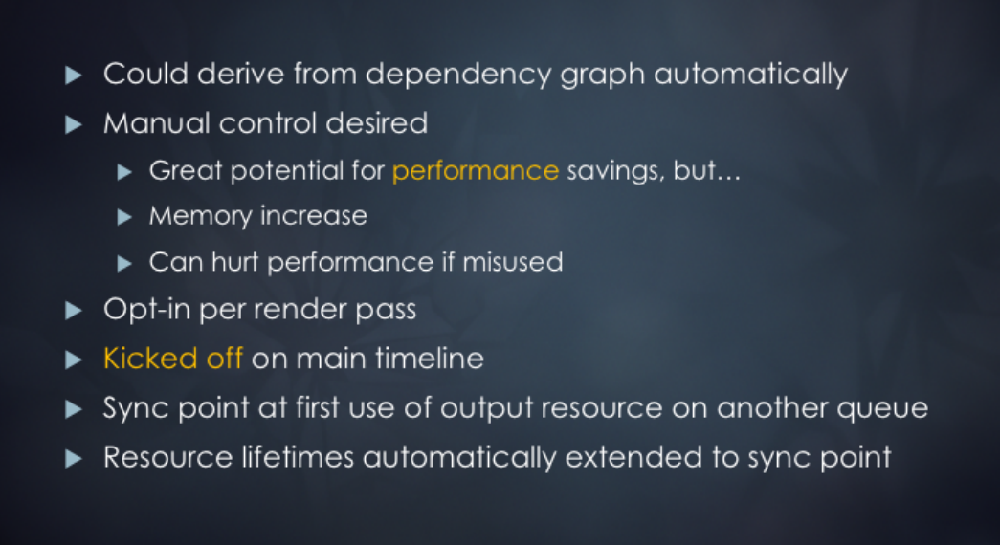 Could derive from dependency graph automatically
Manual control desired
Great potential for performance savings, but…
Memory increase
Can hurt performance if misused
Opt-in per render pass
Kicked off on main timeline
Sync point at first use of output resource on another queue
Resource lifetimes automatically extended to sync point